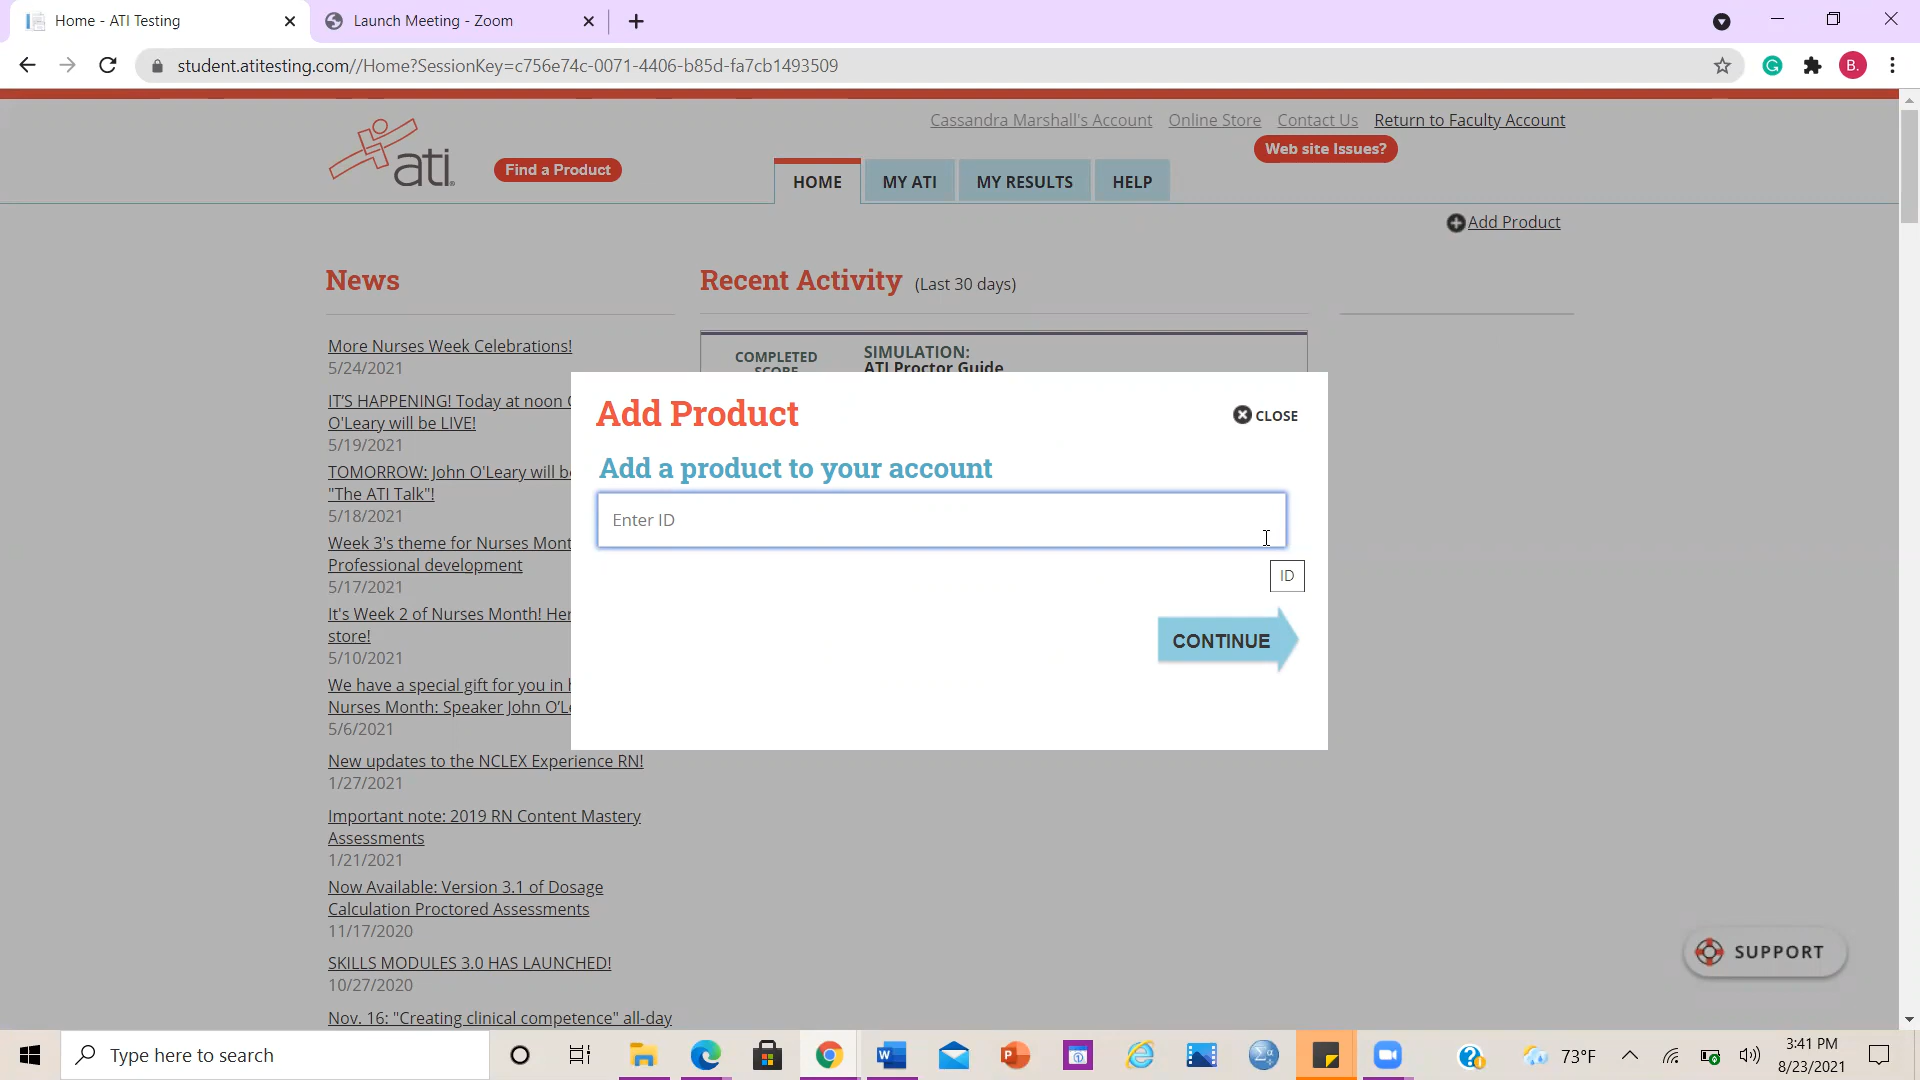 Home - ATI Testing
Launch Meeting - Zoom
student.atitesting.com//Home?SessionKey=c756e74c-0071-4406-b85d-fa7cb1493509
B.
Cassandra Marshall's Account
Online Store
Contact Us
Return to Faculty Account
Web site Issues?
ati
Find a Product
HOME
MY ATI
MY RESULTS
HELP
Add Product
News
Recent Activity (Last 30 days)
More Nurses Week Celebrations!
5/24/2021
COMPLETED
SCORE
SIMULATION:
ATI Proctor Guide
IT'S HAPPENING! Today at noon
O'Leary will be LIVE!
5/19/2021
TOMORROW: John O'Leary will be
"The ATI Talk"!
5/18/2021
Week 3's theme for Nurses Mont
Professional development
5/17/2021
It's Week 2 of Nurses Month! Her
store!
5/10/2021
We have a special gift for you in
Nurses Month: Speaker John O'L
5/6/2021
New updates to the NCLEX Experience RN!
1/27/2021
Important note: 2019 RN Content Mastery
Assessments
1/21/2021
Now Available: Version 3.1 of Dosage
Calculation Proctored Assessments
11/17/2020
SKILLS MODULES 3.0 HAS LAUNCHED!
10/27/2020
Nov. 16: "Creating clinical competence" all-day
Add Product
CLOSE
Add a product to your account
Enter ID
ID
CONTINUE
SUPPORT
Type here to search
73°F
3:41 PM
8/23/2021